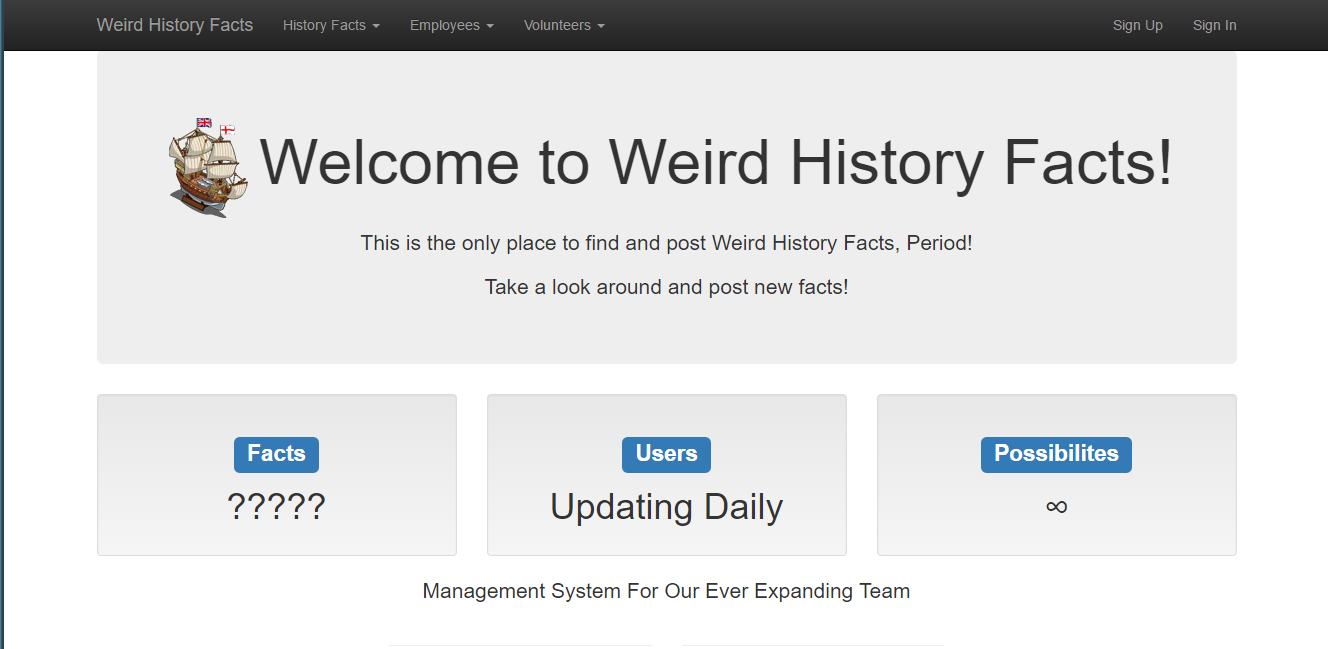 Weird History Facts History Facts Employees Volunteers Sign Up Sign In
Welcome to Weird History Facts!
This is the only place to find and post Weird History Facts, Period!
Take a look around and post new facts!
Facts Users Possibilites
????? Updating Daily ∞
Management System For Our Ever Expanding Team